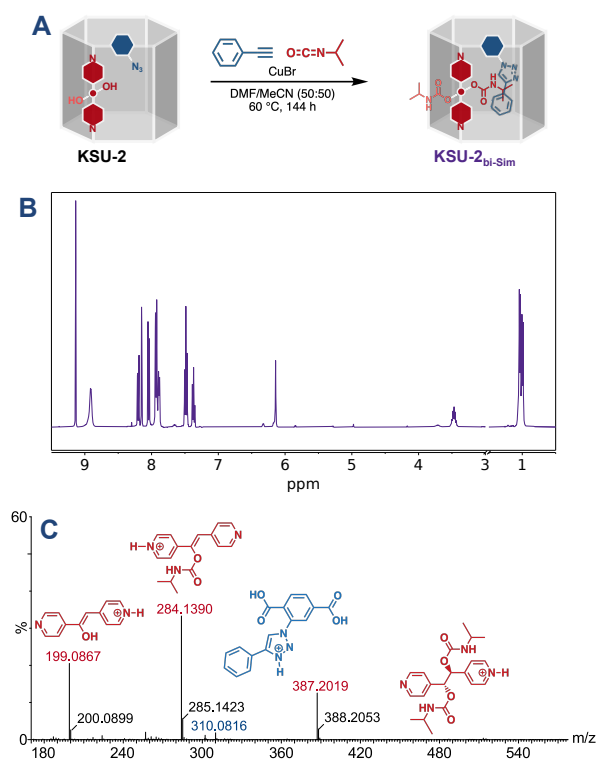 A
N
N₃
OH
HO
N
KSU-2
O=C=N
CuBr
DMF/MeCN (50:50)
60 °C, 144 h
N
N
N
N
H
N
O
O
O
O
N
H
N
KSU-2bi-Sim
B
9
8
7
6
5
4
3
1
ppm
C
60
%
0
N
OH
N-H
199.0867
200.0899
H-N
N
O
HN
O
284.1390
285.1423
HO
O
O
OH
N
N
N
H
310.0816
387.2019
388.2053
O
N
H
O
N
N-H
O
HN
O
180
240
300
360
420
480
540
m/z